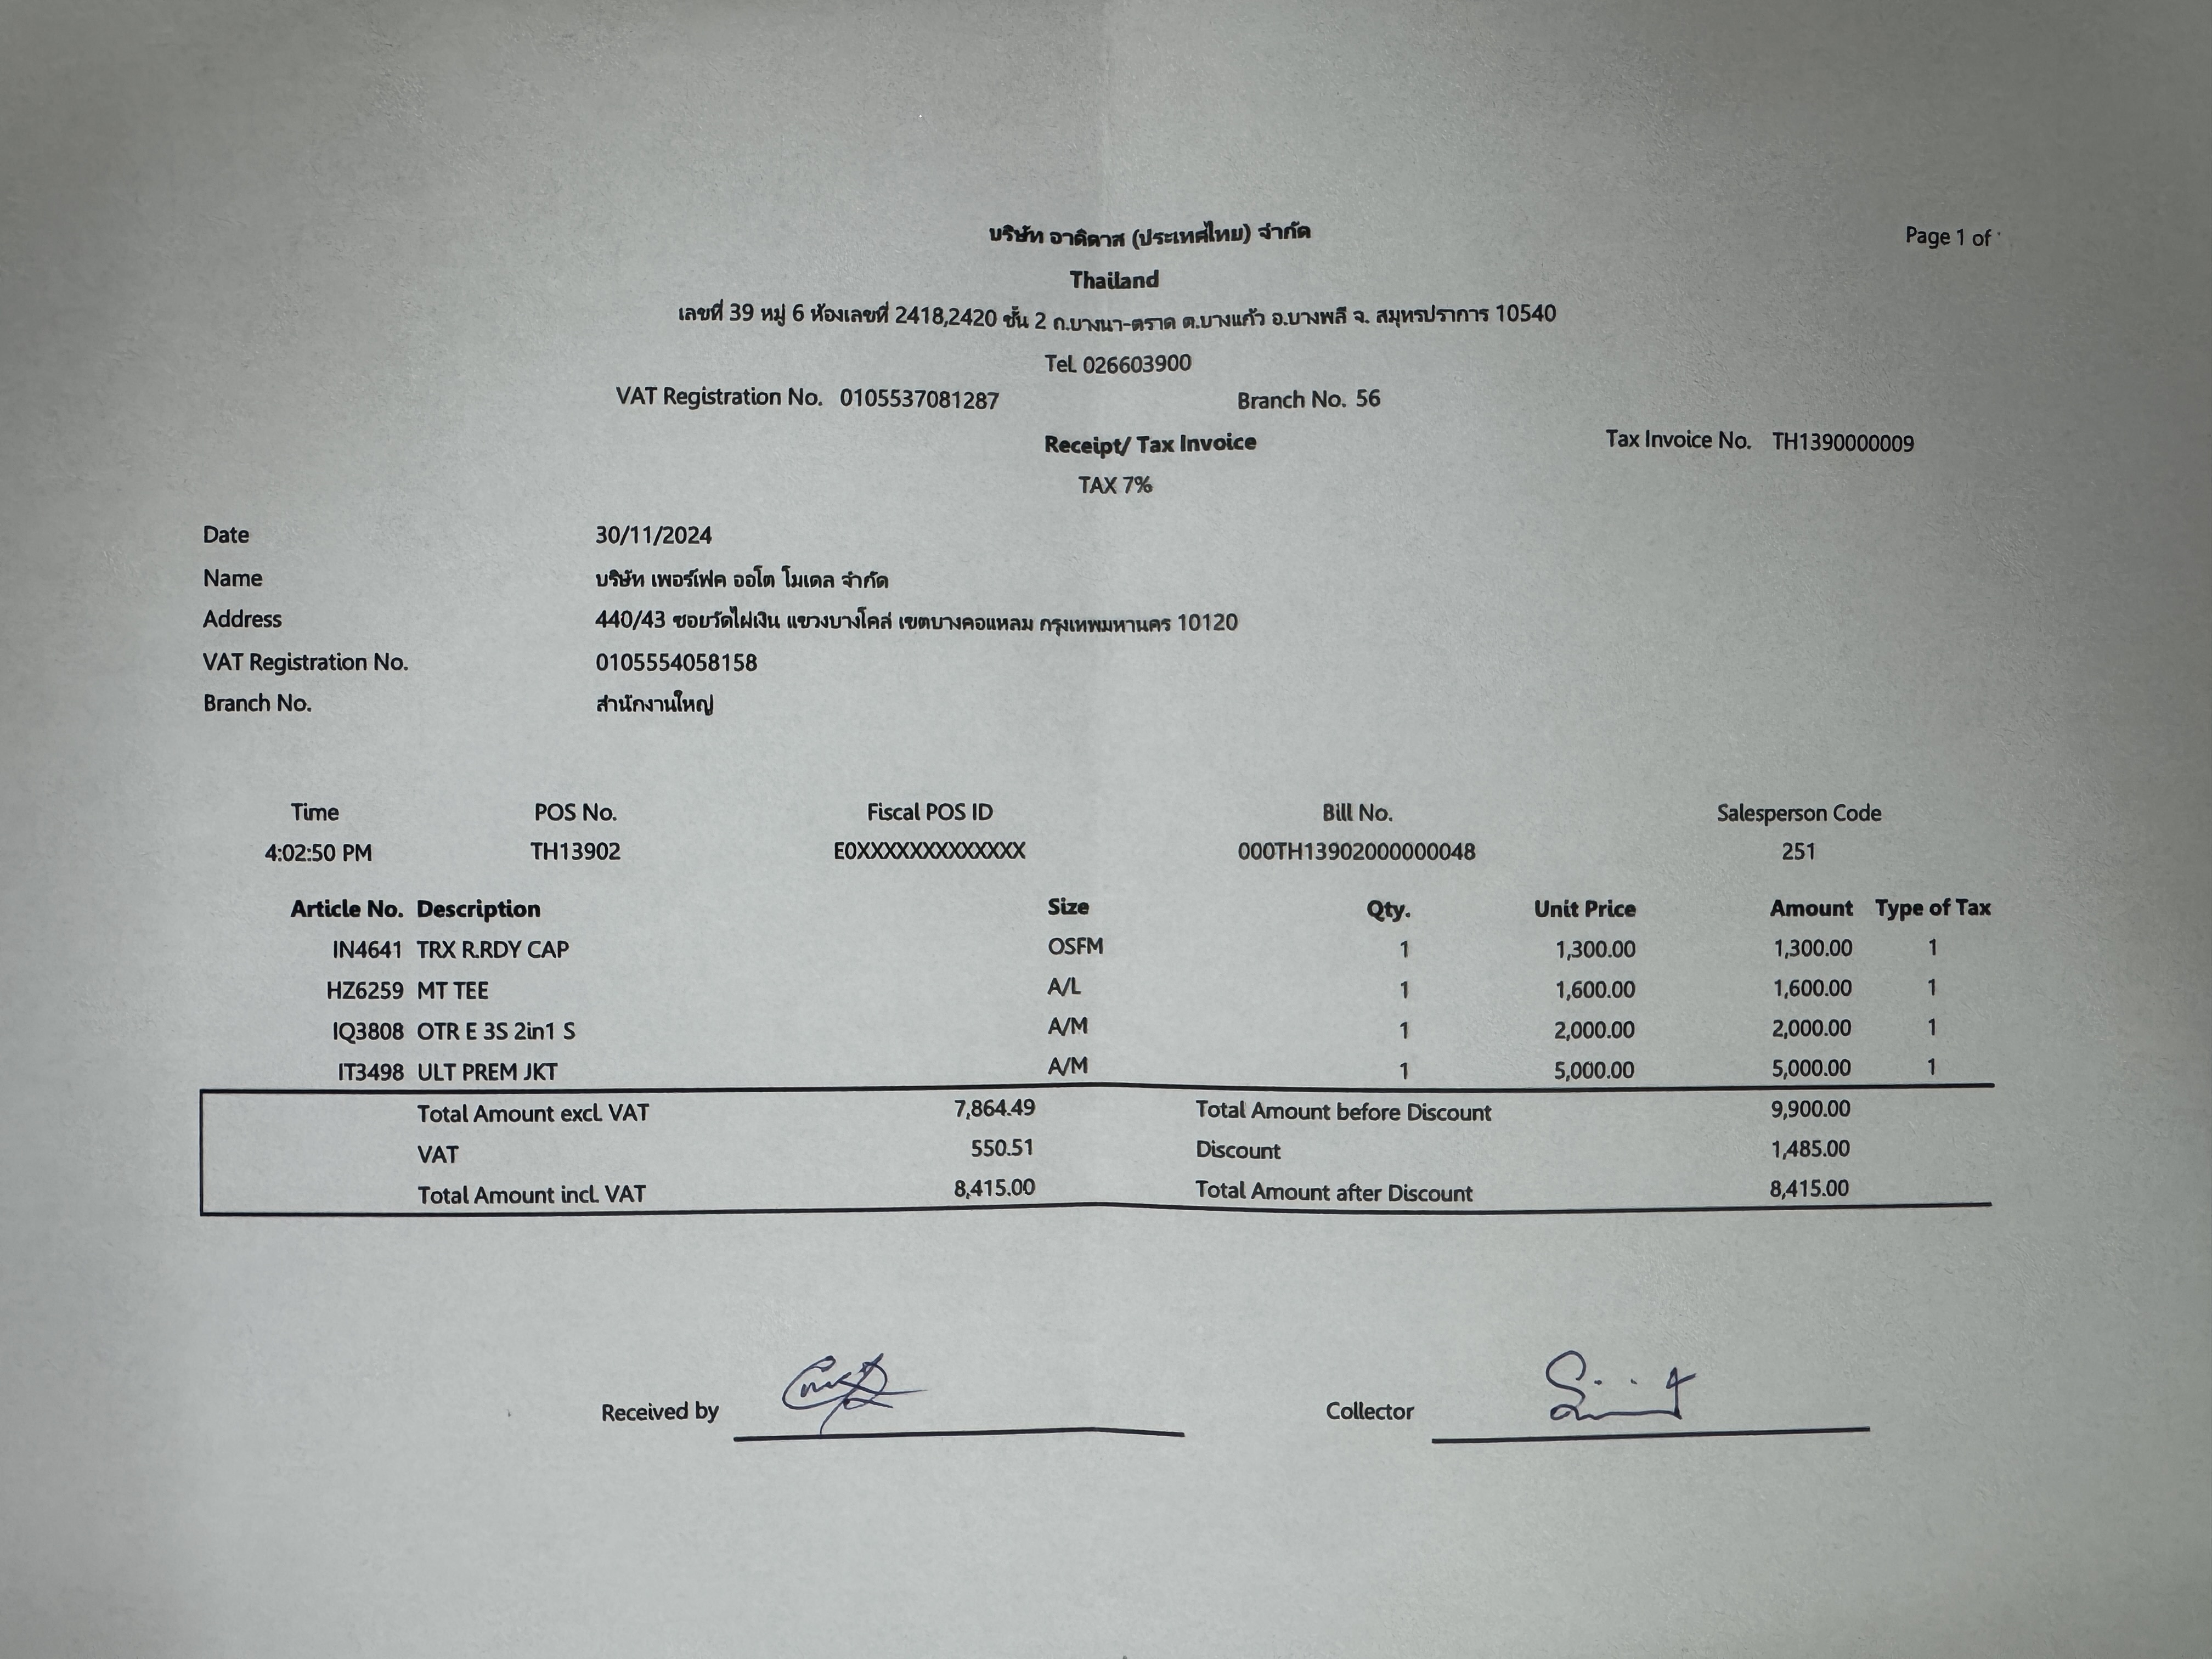 บริษัท อาดิดาส (ประเทศไทย) จำกัด
Page 1 of
Thailand
เลขที่ 39 หมู่ 6 ห้องเลขที่ 2418,2420 ชั้น 2 ถ.บางนา-ตราด ต.บางแก้ว อ.บางพลี จ. สมุทรปราการ 10540
Tel. 026603900
VAT Registration No. 0105537081287 Branch No. 56
Receipt/ Tax Invoice Tax Invoice No. TH1390000009
TAX 7%
Date 30/11/2024
Name บริษัท เพอร์เฟค ออโต โมเดล จำกัด
Address 440/43 ซอยวัดไผ่เงิน แขวงบางโคล่ เขตบางคอแหลม กรุงเทพมหานคร 10120
VAT Registration No. 0105554058158
Branch No. สำนักงานใหญ่
Time POS No. Fiscal POS ID Bill No. Salesperson Code
4:02:50 PM TH13902 E0XXXXXXXXXXXXX 000TH13902000000048 251
Article No. Description Size Qty. Unit Price Amount Type of Tax
IN4641 TRX R.RDY CAP OSFM 1 1,300.00 1,300.00 1
HZ6259 MT TEE A/L 1 1,600.00 1,600.00 1
IQ3808 OTR E 3S 2in1 S A/M 1 2,000.00 2,000.00 1
IT3498 ULT PREM JKT A/M 1 5,000.00 5,000.00 1
Total Amount excl. VAT 7,864.49 Total Amount before Discount 9,900.00
VAT 550.51 Discount 1,485.00
Total Amount incl. VAT 8,415.00 Total Amount after Discount 8,415.00
Received by Collector